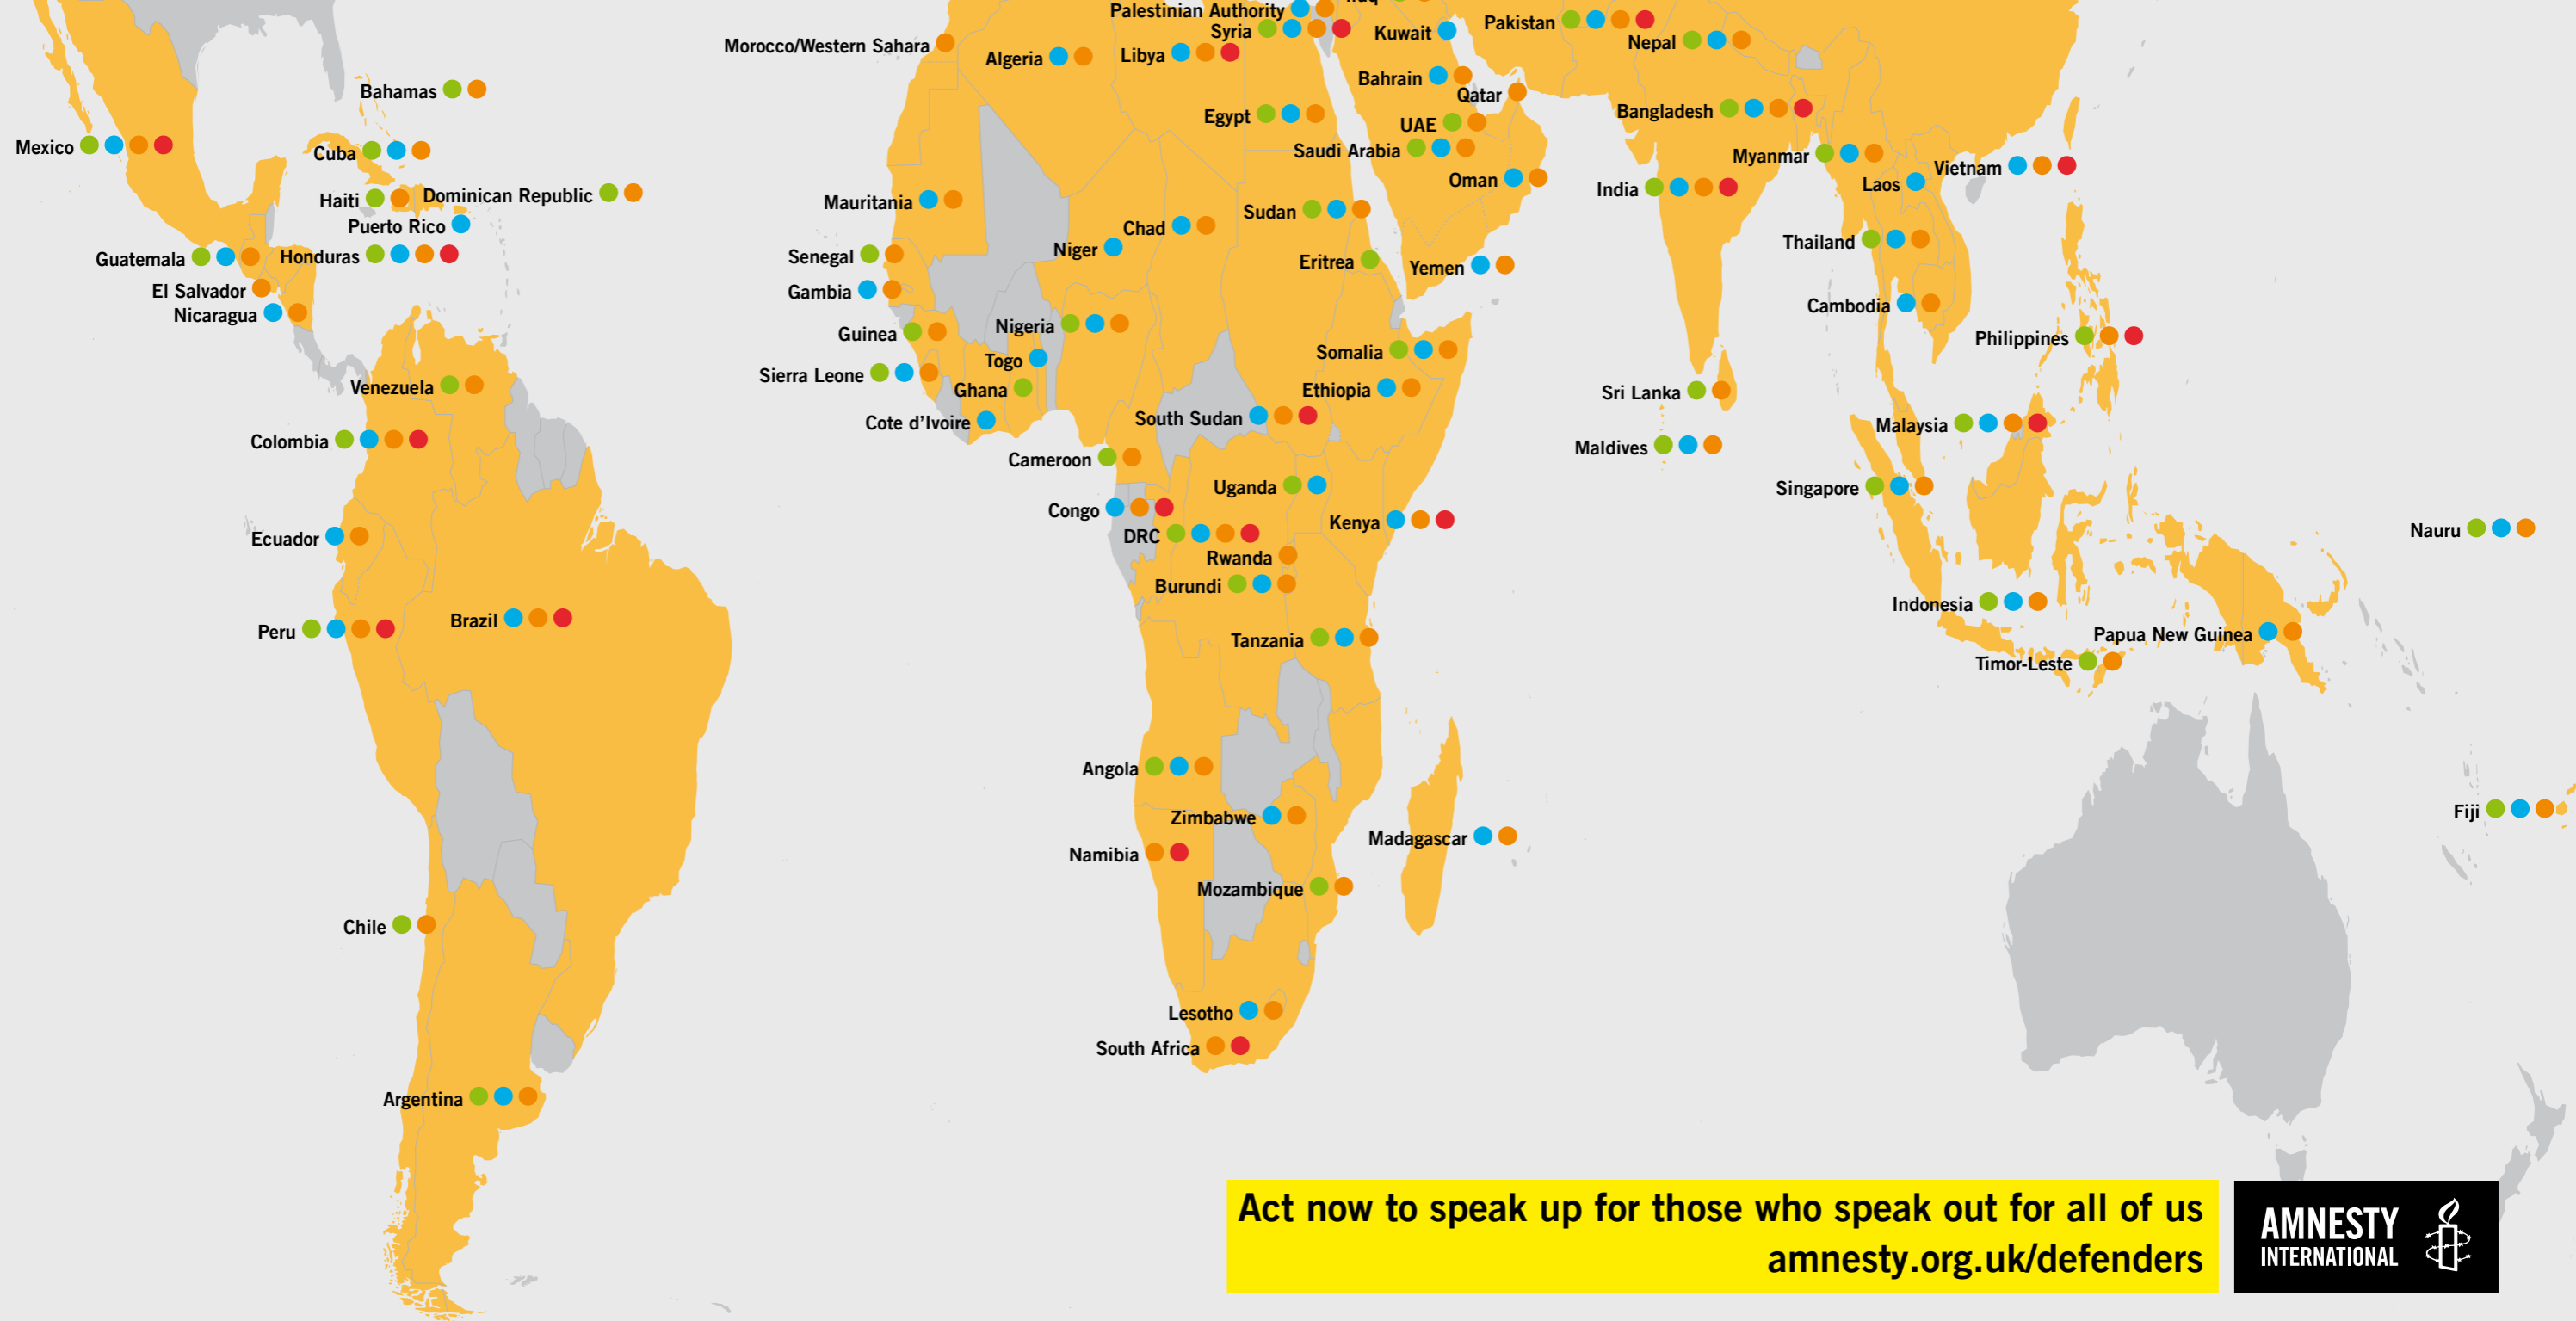 Palestinian Authority
Syria
Kuwait
Pakistan
Nepal
Morocco/Western Sahara
Algeria
Libya
Bahrain
Qatar
Bahamas
Egypt
UAE
Bangladesh
Mexico
Cuba
Saudi Arabia
Myanmar
Vietnam
Haiti
Dominican Republic
Mauritania
Oman
India
Laos
Puerto Rico
Chad
Sudan
Guatemala
Honduras
Senegal
Niger
Eritrea
Yemen
Thailand
El Salvador
Gambia
Nicaragua
Guinea
Nigeria
Cambodia
Philippines
Venezuela
Sierra Leone
Togo
Ghana
Somalia
Ethiopia
Sri Lanka
Colombia
Cote d'Ivoire
South Sudan
Malaysia
Cameroon
Maldives
Uganda
Singapore
Congo
DRC
Kenya
Nauru
Ecuador
Rwanda
Burundi
Indonesia
Peru
Brazil
Tanzania
Papua New Guinea
Timor-Leste
Angola
Zimbabwe
Madagascar
Fiji
Namibia
Mozambique
Chile
Lesotho
South Africa
Argentina
Act now to speak up for those who speak out for all of us
amnesty.org.uk/defenders
AMNESTY
INTERNATIONAL